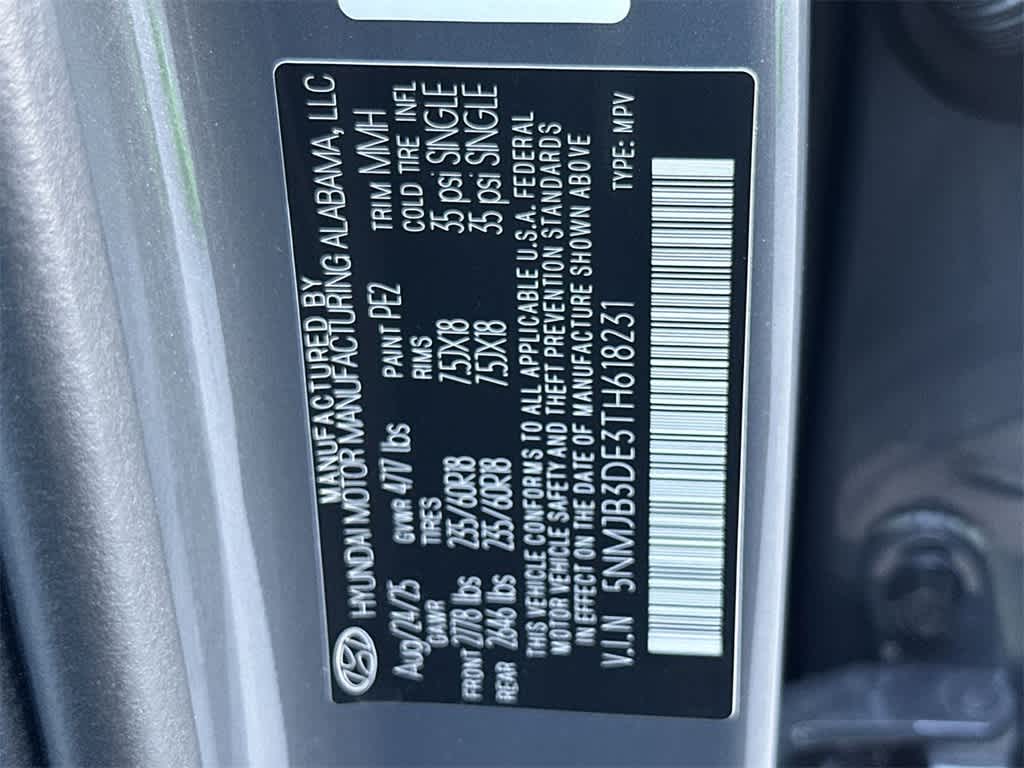 MANUFACTURED BY
HYUNDAI MOTOR MANUFACTURING ALABAMA, LLC
Aug/24/25 GVWR 4717 lbs PAINT PE2 TRIM MMH
GAWR TIRES RIMS COLD TIRE INFL
FRONT 2778 lbs 235/60R18 7.5JX18 35 psi SINGLE
REAR 2646 lbs 235/60R18 7.5JX18 35 psi SINGLE
THIS VEHICLE CONFORMS TO ALL APPLICABLE U.S.A. FEDERAL
MOTOR VEHICLE SAFETY AND THEFT PREVENTION STANDARDS
IN EFFECT ON THE DATE OF MANUFACTURE SHOWN ABOVE
V.I.N 5NMJB3DE3TH618231 TYPE: MPV